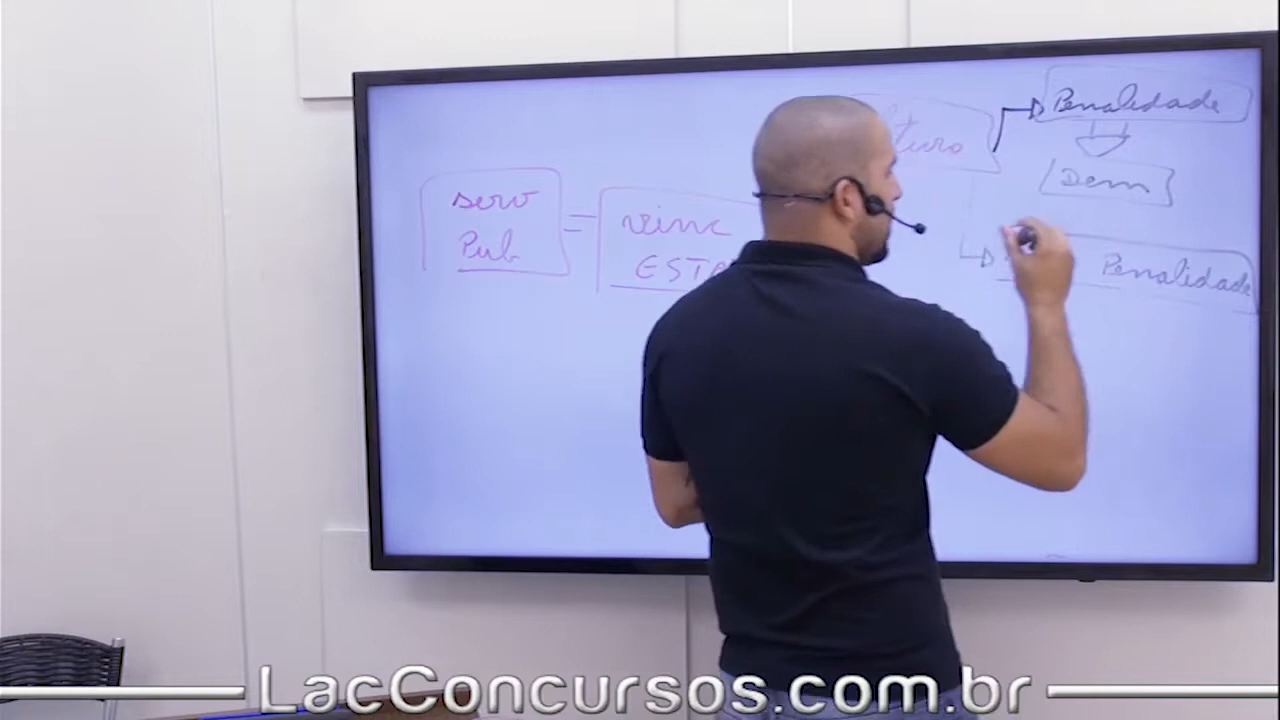 serv
Pub
=
vinc
ESTA
Penalidade
Dem
Penalidade
LacConcursos.com.br